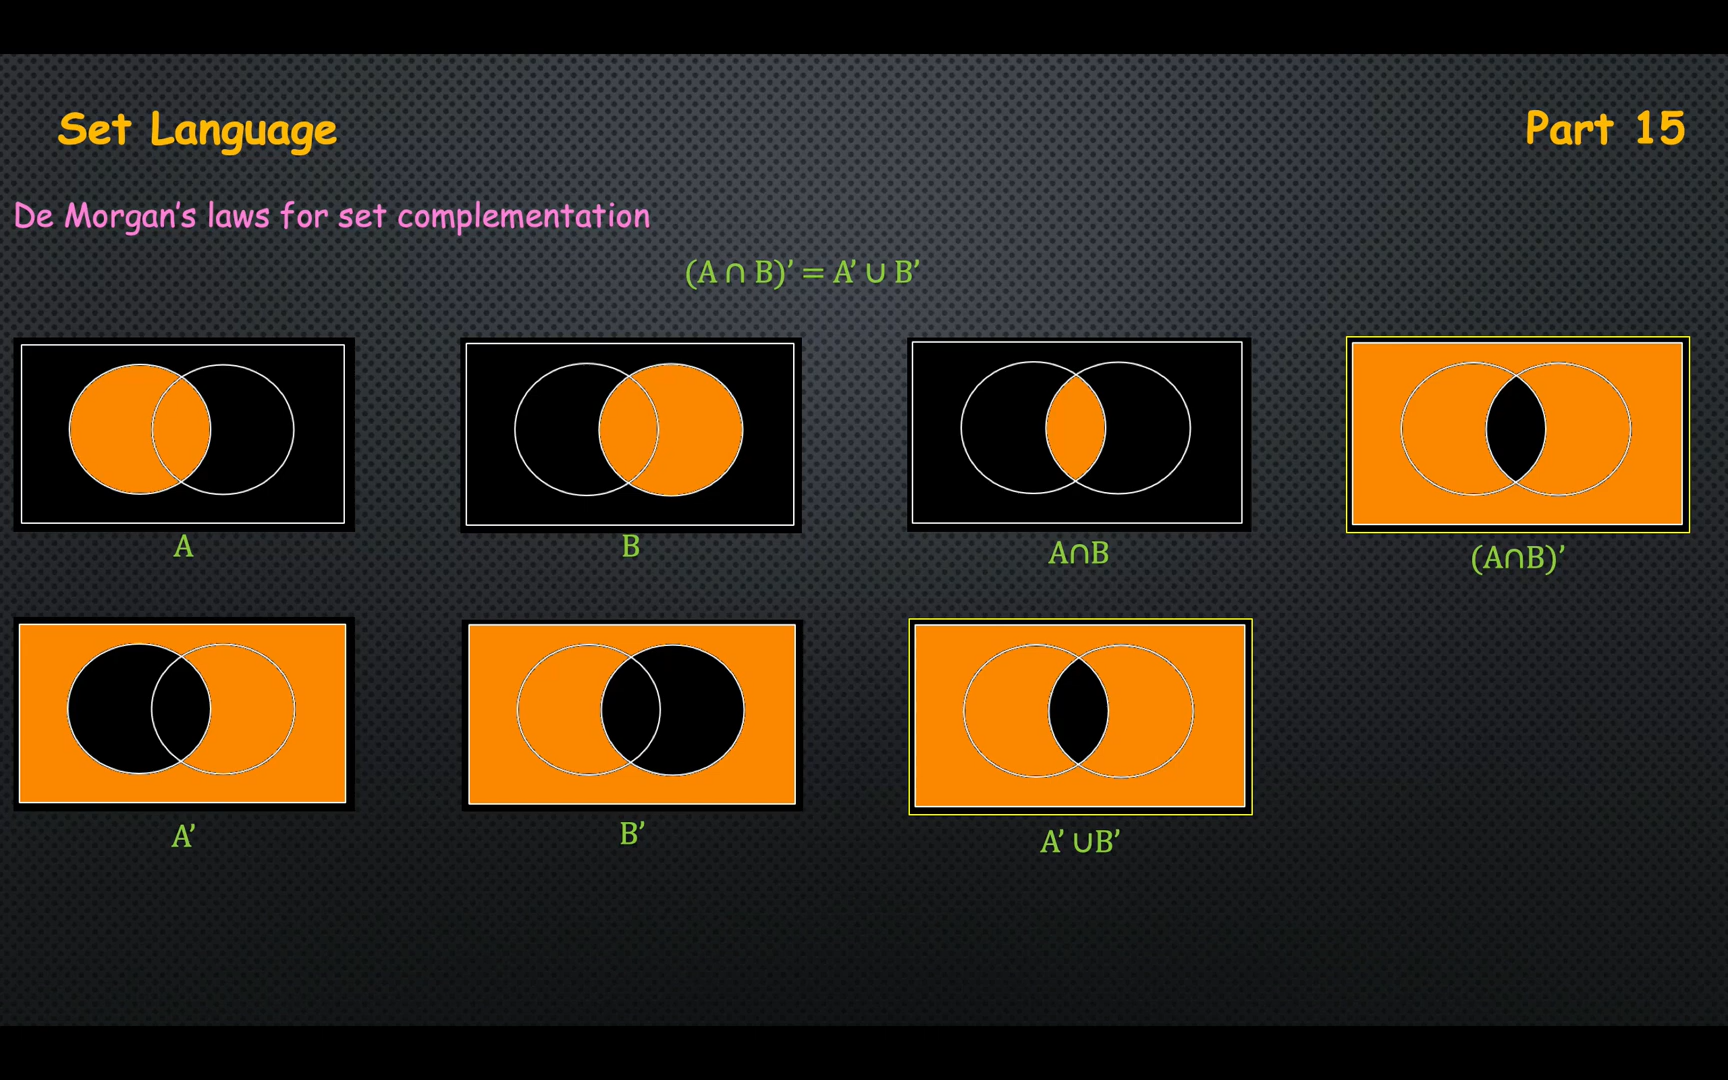 Set Language
Part 15
De Morgan's laws for set complementation
(A ∩ B)’ = A’ ∪ B’
A
B
A∩B
(A∩B)’
A’
B’
A’ ∪B’